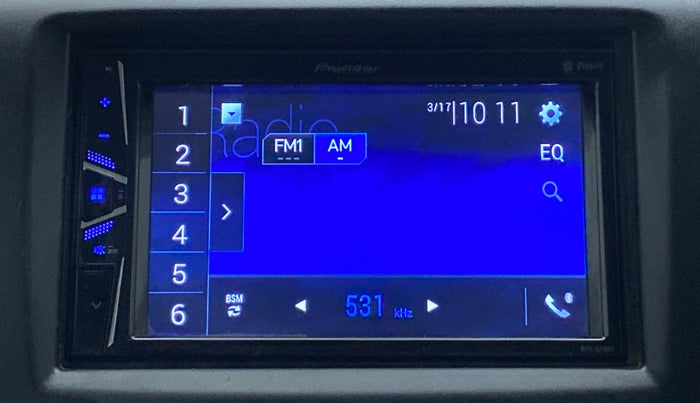 Pioneer
1
2
3
4
5
6
Radio
3/17 10 11
FM1
AM
EQ
BSM
531 kHz